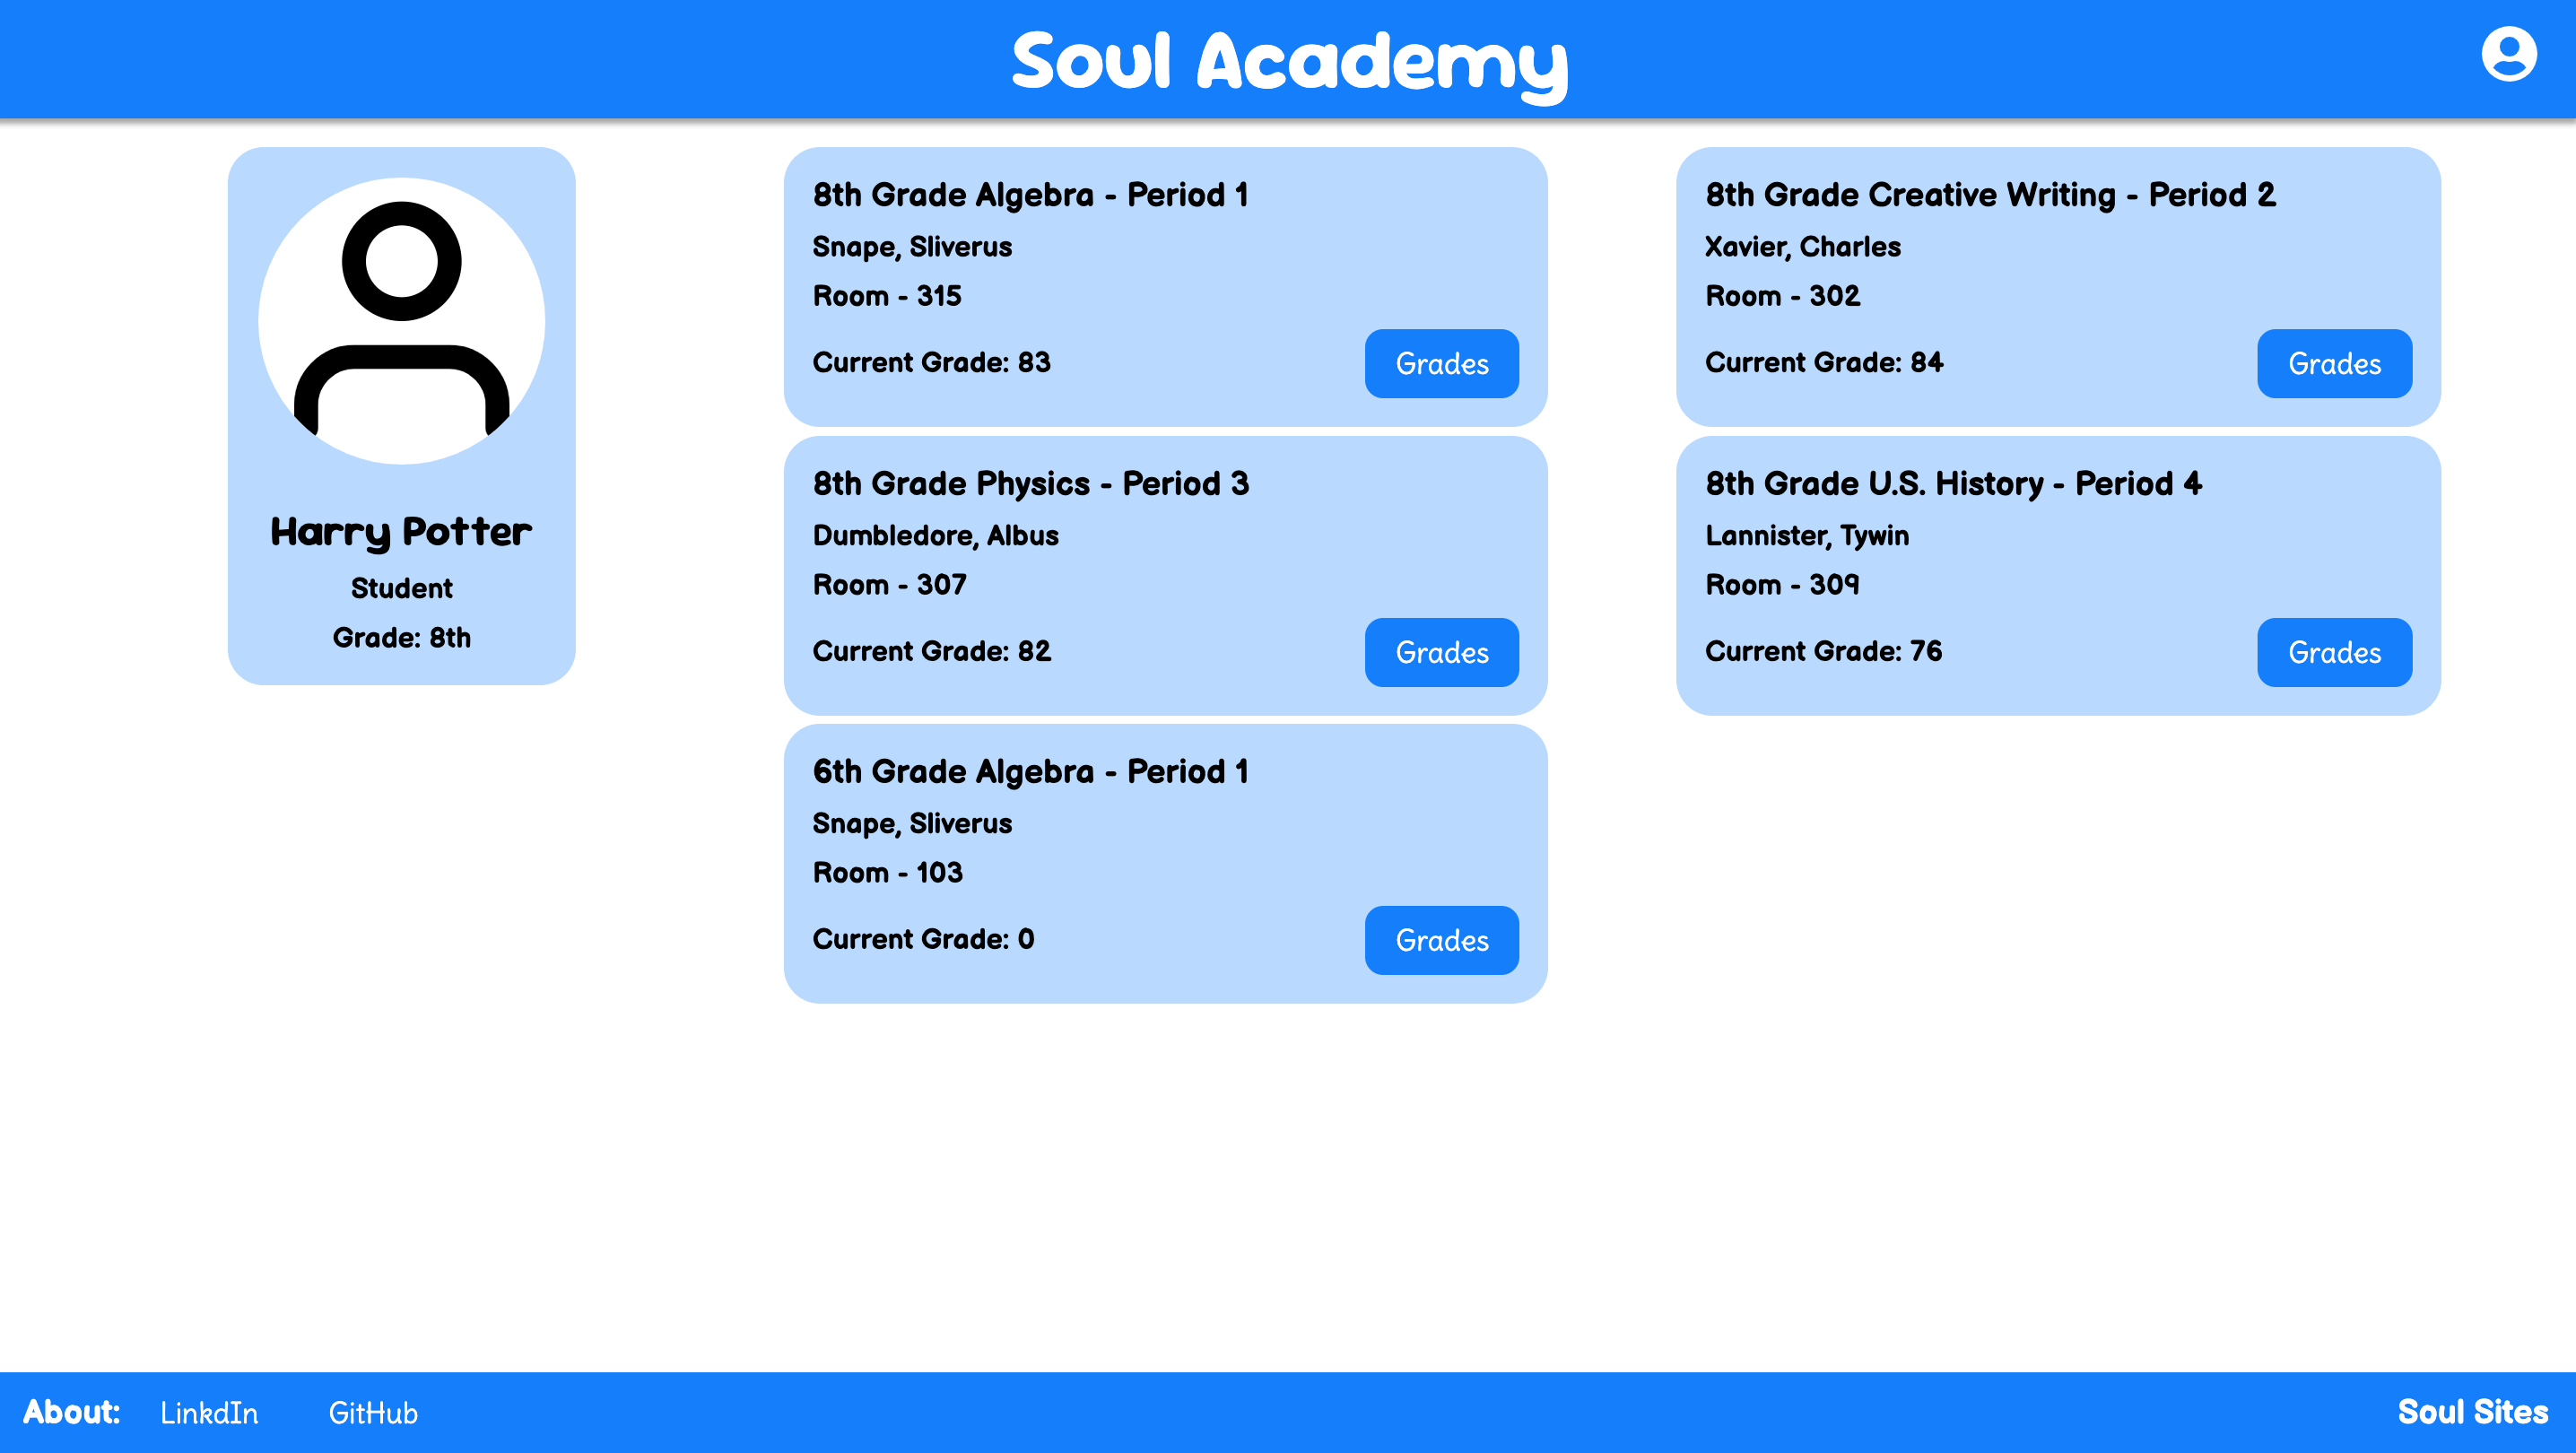 Soul Academy
Harry Potter
Student
Grade: 8th
8th Grade Algebra - Period 1
Snape, Sliverus
Room - 315
Current Grade: 83
Grades
8th Grade Creative Writing - Period 2
Xavier, Charles
Room - 302
Current Grade: 84
Grades
8th Grade Physics - Period 3
Dumbledore, Albus
Room - 307
Current Grade: 82
Grades
8th Grade U.S. History - Period 4
Lannister, Tywin
Room - 309
Current Grade: 76
Grades
6th Grade Algebra - Period 1
Snape, Sliverus
Room - 103
Current Grade: 0
Grades
About: LinkdIn GitHub Soul Sites